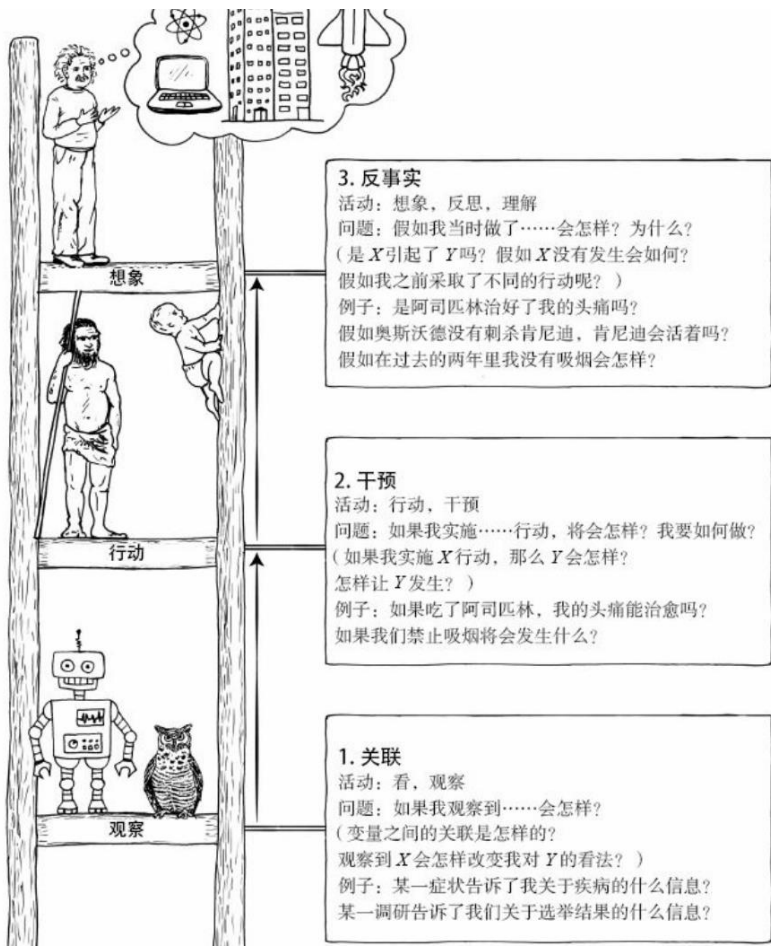 3. 反事实
活动：想象，反思，理解
问题：假如我当时做了……会怎样？为什么？
（是 X 引起了 Y 吗？假如 X 没有发生会如何？
假如我之前采取了不同的行动呢？）
例子：是阿司匹林治好了我的头痛吗？
假如奥斯沃德没有刺杀肯尼迪，肯尼迪会活着吗？
假如在过去的两年里我没有吸烟会怎样？
想象
2. 干预
活动：行动，干预
问题：如果我实施……行动，将会怎样？我要如何做？
（如果我实施 X 行动，那么 Y 会怎样？
怎样让 Y 发生？）
例子：如果吃了阿司匹林，我的头痛能治愈吗？
如果我们禁止吸烟将会发生什么？
行动
1. 关联
活动：看，观察
问题：如果我观察到……会怎样？
（变量之间的关联是怎样的？
观察到 X 会怎样改变我对 Y 的看法？）
例子：某一症状告诉了我关于疾病的什么信息？
某一调研告诉了我们关于选举结果的什么信息？
观察